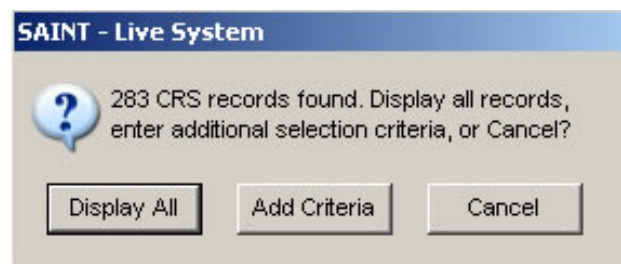 SAINT - Live System
283 CRS records found. Display all records,
enter additional selection criteria, or Cancel?
Display All Add Criteria Cancel